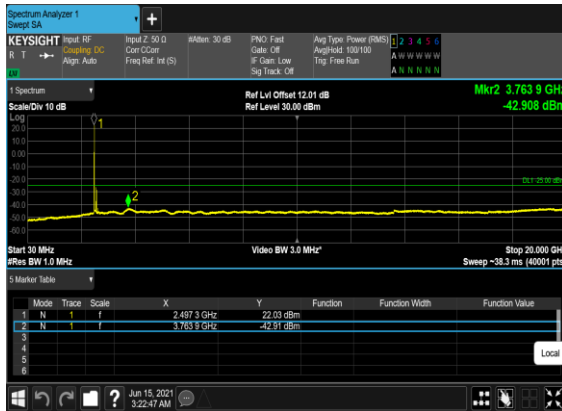 Spectrum Analyzer 1
Swept SA
+
KEYSIGHT Input: RF Input Z: 50 Ω #Atten: 30 dB PNO: Fast Avg Type: Power (RMS) 1 2 3 4 5 6
R T Coupling: DC Corr CCorr Gate: Off Avg|Hold: 100/100 A W W W W W
Align: Auto Freq Ref: Int (S) IF Gain: Low Trig: Free Run
LXI Sig Track: Off A N N N N N
1 Spectrum Ref Lvl Offset 12.01 dB Mkr2 3.763 9 GHz
Scale/Div 10 dB Ref Level 30.00 dBm -42.908 dBm
Log
1
20.0
10.0
0.00
-10.0
-20.0
DL1 -25.00 dBm
-30.0
2
-40.0
-50.0
-60.0
Start 30 MHz Video BW 3.0 MHz* Stop 20.000 GHz
#Res BW 1.0 MHz Sweep ~38.3 ms (40001 pts)
5 Marker Table
Mode Trace Scale X Y Function Function Width Function Value
1 N 1 f 2.497 3 GHz 22.03 dBm
2 N 1 f 3.763 9 GHz -42.91 dBm
3
4
5
6
Local
? Jun 15, 2021
3:22:47 AM